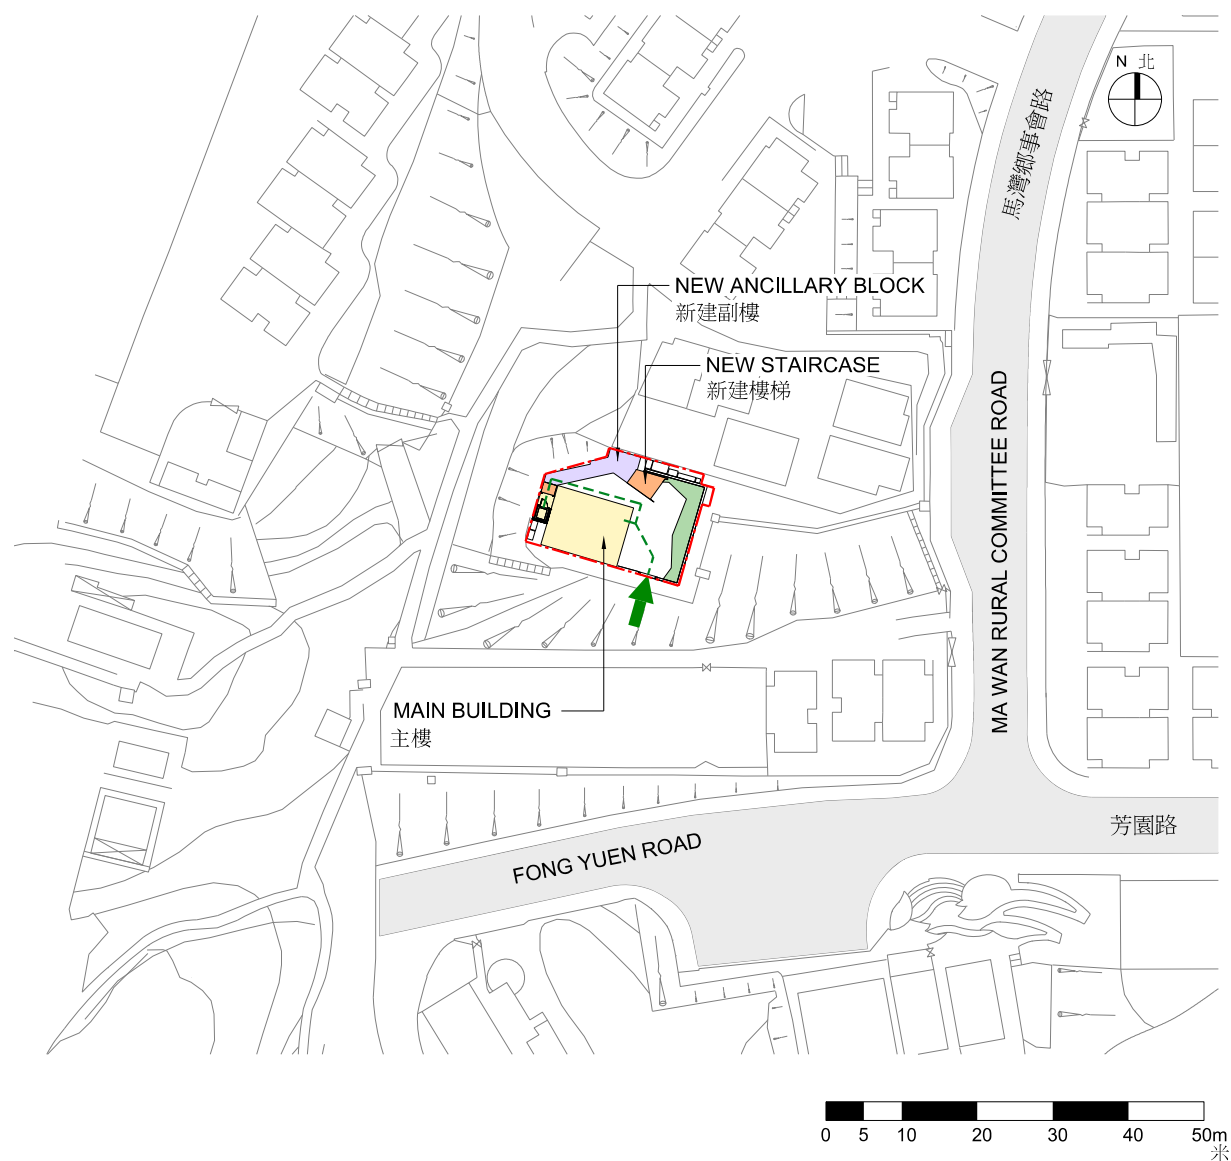 N 北
馬灣鄉事會路
NEW ANCILLARY BLOCK
新建副樓
NEW STAIRCASE
新建樓梯
MA WAN RURAL COMMITTEE ROAD
MAIN BUILDING
主樓
芳園路
FONG YUEN ROAD
0 5 10 20 30 40 50m
米